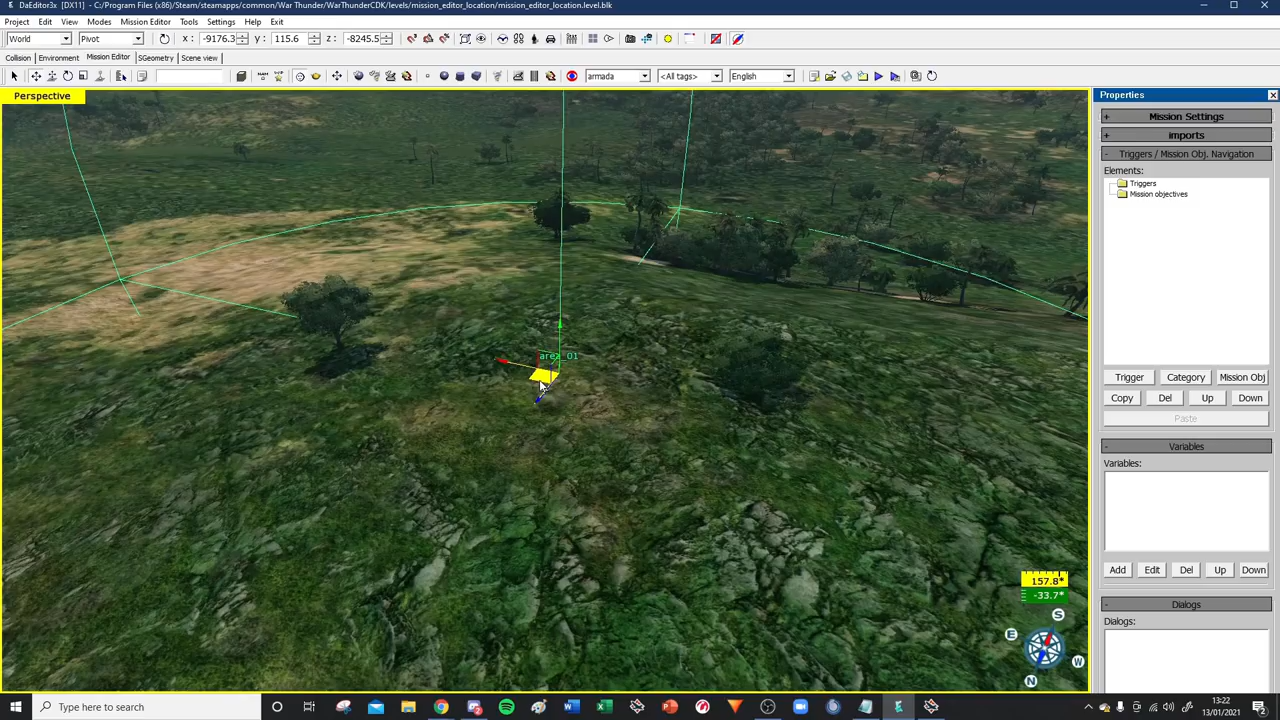 DaEditor3x [DX11] - C:/Program Files (x86)/Steam/steamapps/common/War Thunder/WarThunderCDK/levels/mission_editor_location/mission_editor_location.level.blk
Project Edit View Modes Mission Editor Tools Settings Help Exit
World Pivot x : -9176.3 y : 115.6 z : -8245.5
Collision Environment Mission Editor SGeometry Scene view
armada <All tags> English
Perspective
Properties
+ Mission Settings
+ imports
- Triggers / Mission Obj. Navigation
Elements:
Triggers
Mission objectives
area_01
Trigger Category Mission Obj
Copy Del Up Down
Paste
- Variables
Variables:
Add Edit Del Up Down
157.8°
-33.7°
- Dialogs
Dialogs:
S
E
W
N
Type here to search
13:22
13/01/2021